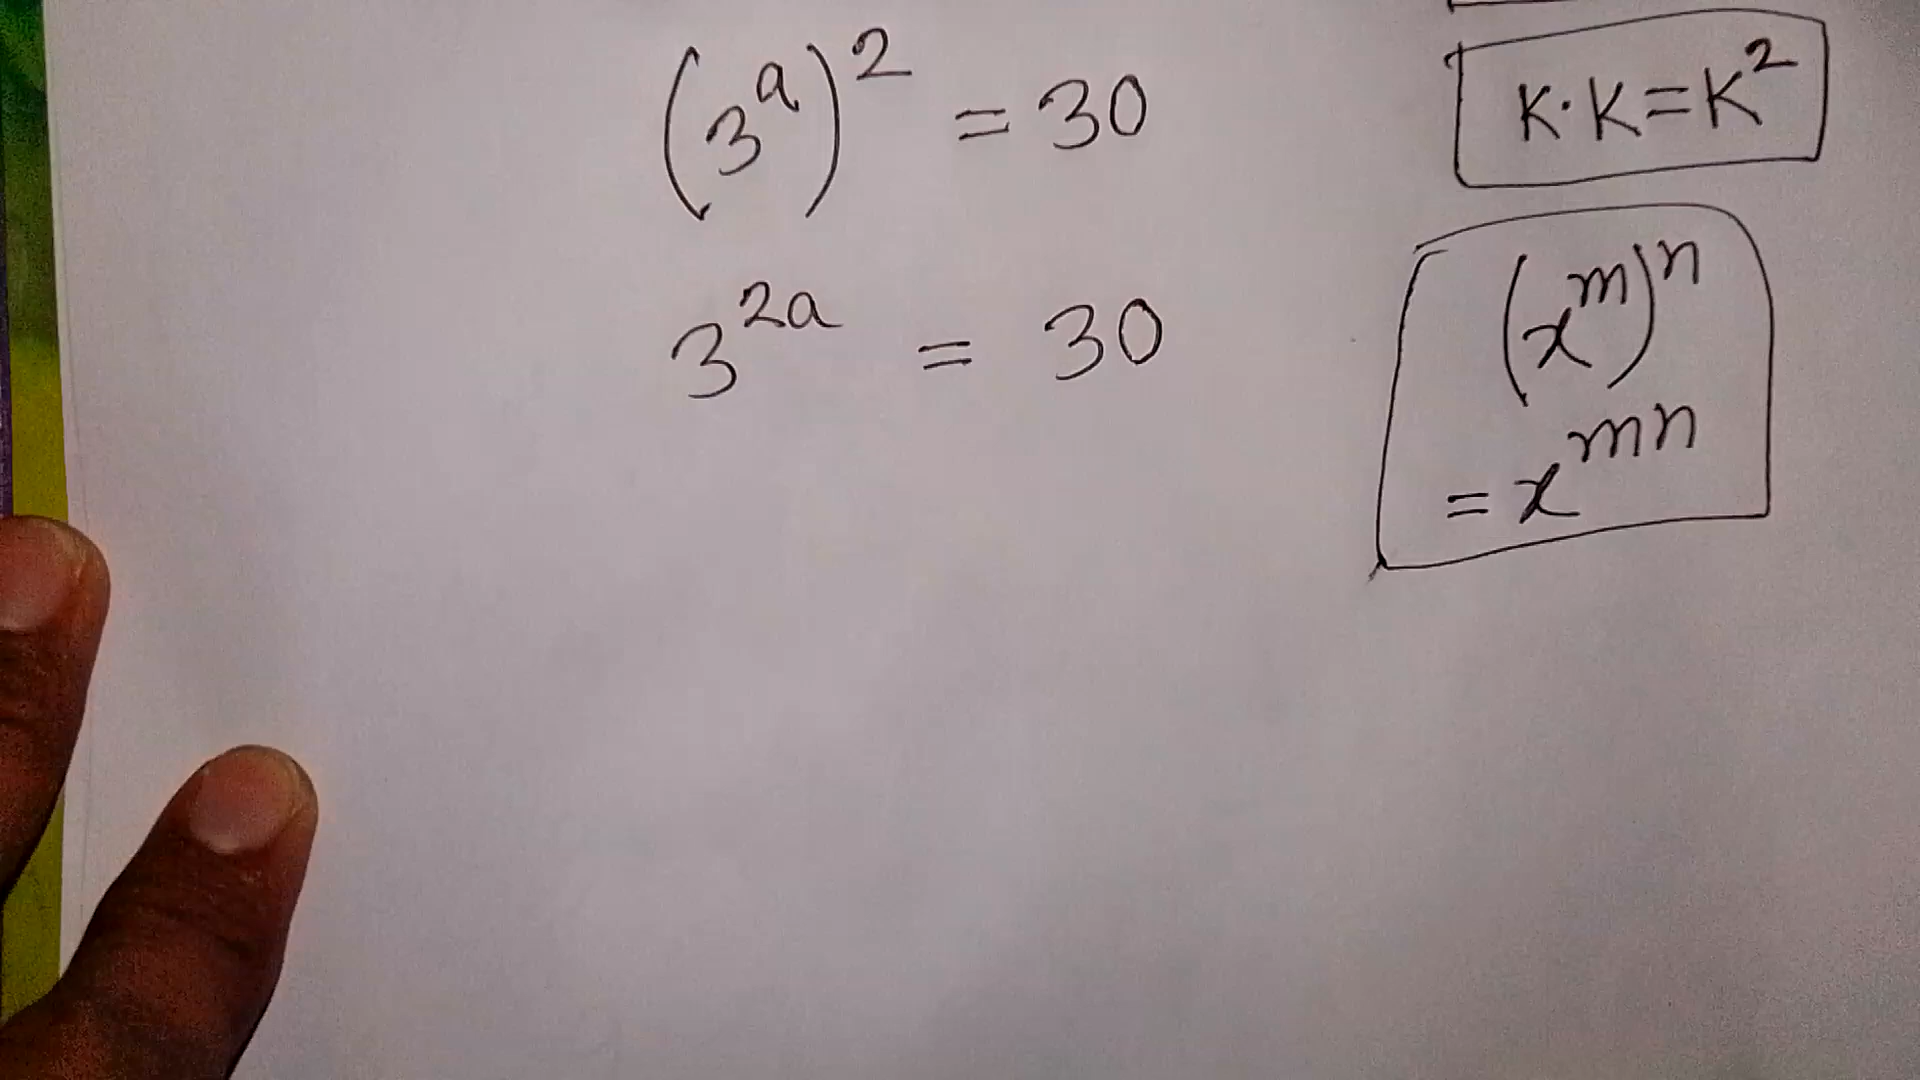 (3^a)^2 = 30
3^{2a} = 30
K·K=K^2
(x^m)^n
= x^{mn}